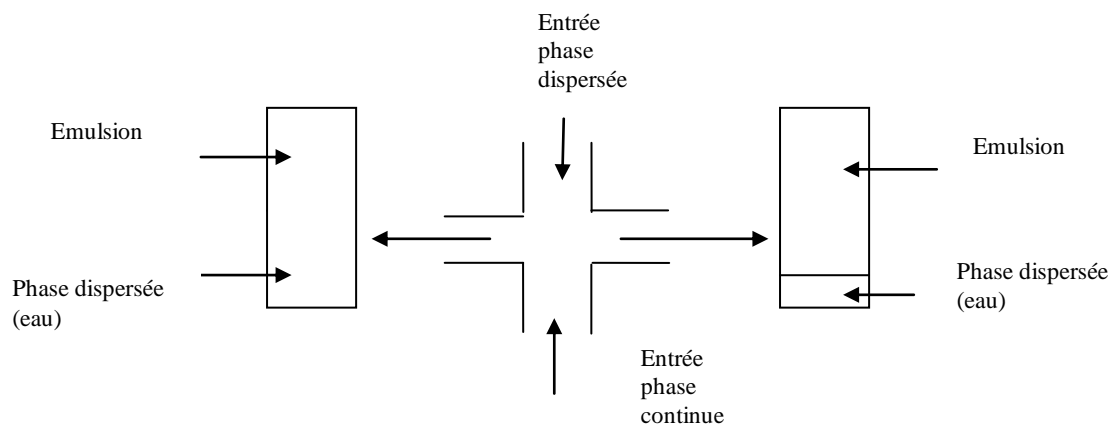 Entrée
phase
dispersée
Emulsion
Emulsion
Phase dispersée
(eau)
Phase dispersée
(eau)
Entrée
phase
continue